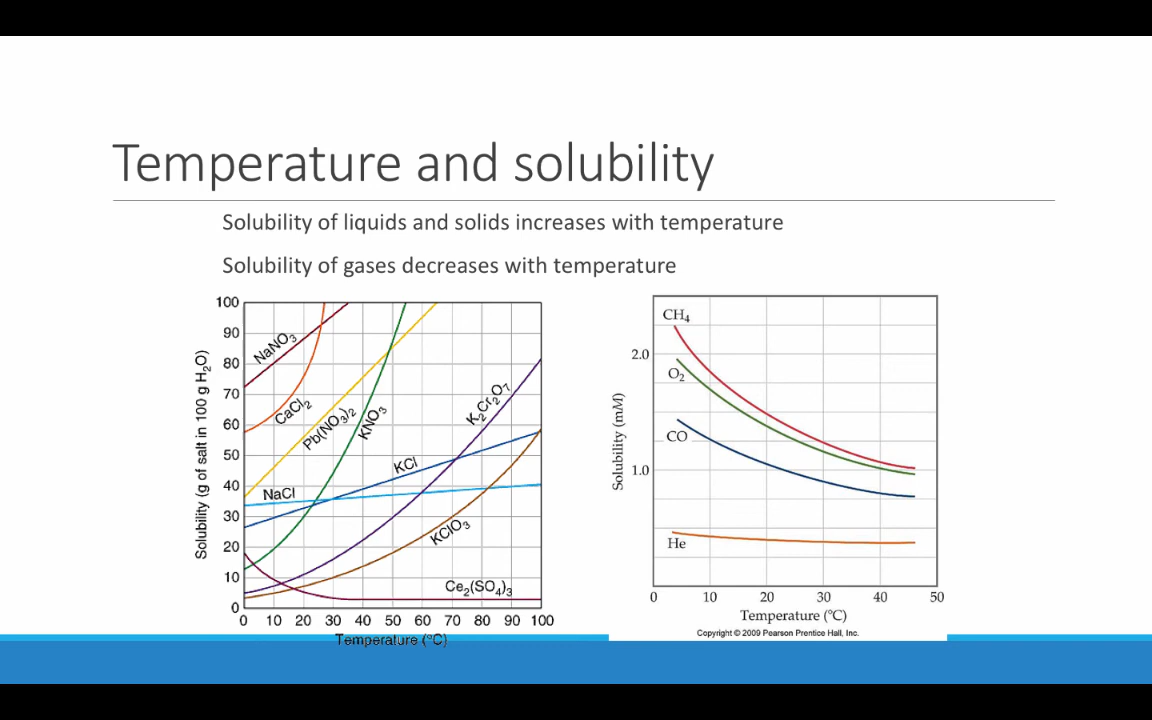 Temperature and solubility
Solubility of liquids and solids increases with temperature
Solubility of gases decreases with temperature
Solubility (g of salt in 100 g H₂O)
100
90
80
70
60
50
40
30
20
10
0
NaNO₃
CaCl₂
Pb(NO₃)₂
KNO₃
K₂Cr₂O₇
KCl
NaCl
KClO₃
Ce₂(SO₄)₃
0 10 20 30 40 50 60 70 80 90 100
Temperature (°C)
Solubility (mM)
2.0
1.0
CH₄
O₂
CO
He
0 10 20 30 40 50
Temperature (°C)
Copyright © 2009 Pearson Prentice Hall, Inc.